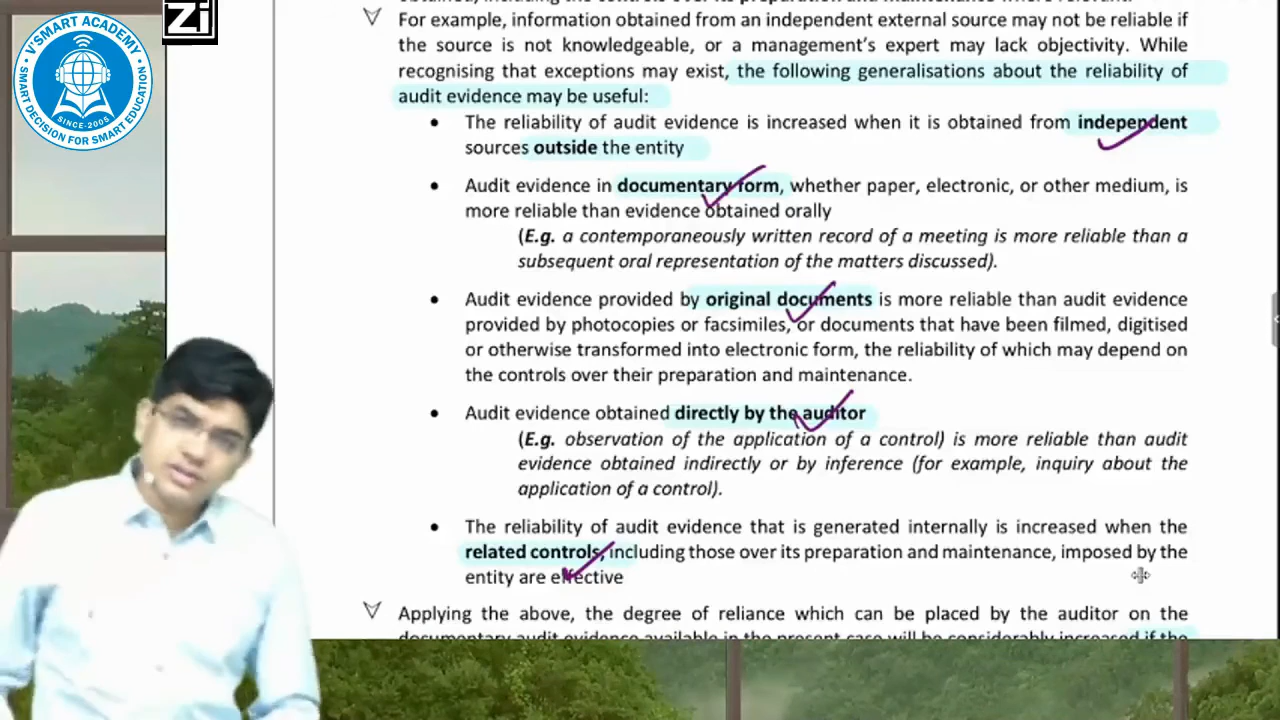 V'SMART ACADEMY
SMART DECISION FOR SMART EDUCATION
SINCE-2005
Zi
For example, information obtained from an independent external source may not be reliable if
the source is not knowledgeable, or a management's expert may lack objectivity. While
recognising that exceptions may exist, the following generalisations about the reliability of
audit evidence may be useful:
• The reliability of audit evidence is increased when it is obtained from independent
sources outside the entity
• Audit evidence in documentary form, whether paper, electronic, or other medium, is
more reliable than evidence obtained orally
(E.g. a contemporaneously written record of a meeting is more reliable than a
subsequent oral representation of the matters discussed).
• Audit evidence provided by original documents is more reliable than audit evidence
provided by photocopies or facsimiles, or documents that have been filmed, digitised
or otherwise transformed into electronic form, the reliability of which may depend on
the controls over their preparation and maintenance.
• Audit evidence obtained directly by the auditor
(E.g. observation of the application of a control) is more reliable than audit
evidence obtained indirectly or by inference (for example, inquiry about the
application of a control).
• The reliability of audit evidence that is generated internally is increased when the
related controls, including those over its preparation and maintenance, imposed by the
entity are effective
Applying the above, the degree of reliance which can be placed by the auditor on the